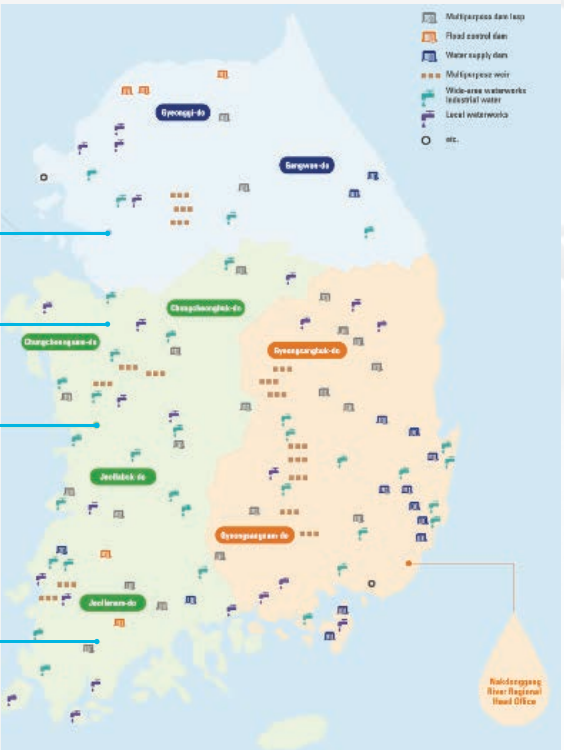 Multipurpose dam
Flood control dam
Water supply dam
Multipurpose weir
Wide-area waterworks
Industrial water
Local waterworks
etc.
Gyeonggi-do
Gangwon-do
Chungcheongbuk-do
Chungcheongnam-do
Gyeongsangbuk-do
Jeollabuk-do
Gyeongsangnam-do
Jeollanam-do
Nakdonggang
River Regional
Head Office